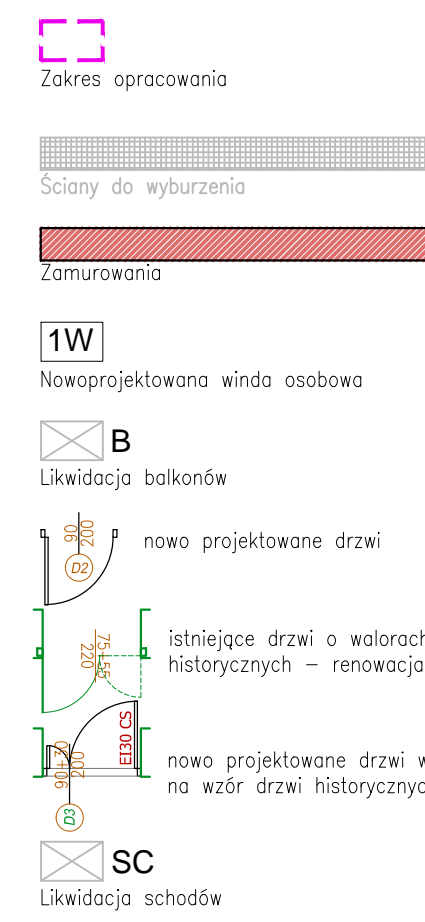 Zakres opracowania
Ściany do wyburzenia
Zamurowania
1W
Nowoprojektowana winda osobowa
B
Likwidacja balkonów
90
200
D2
nowo projektowane drzwi
75+55
220
istniejące drzwi o walorach
historycznych – renowacja
EI30 CS
90+30
200
D3
nowo projektowane drzwi w
na wzór drzwi historycznyc
SC
Likwidacja schodów